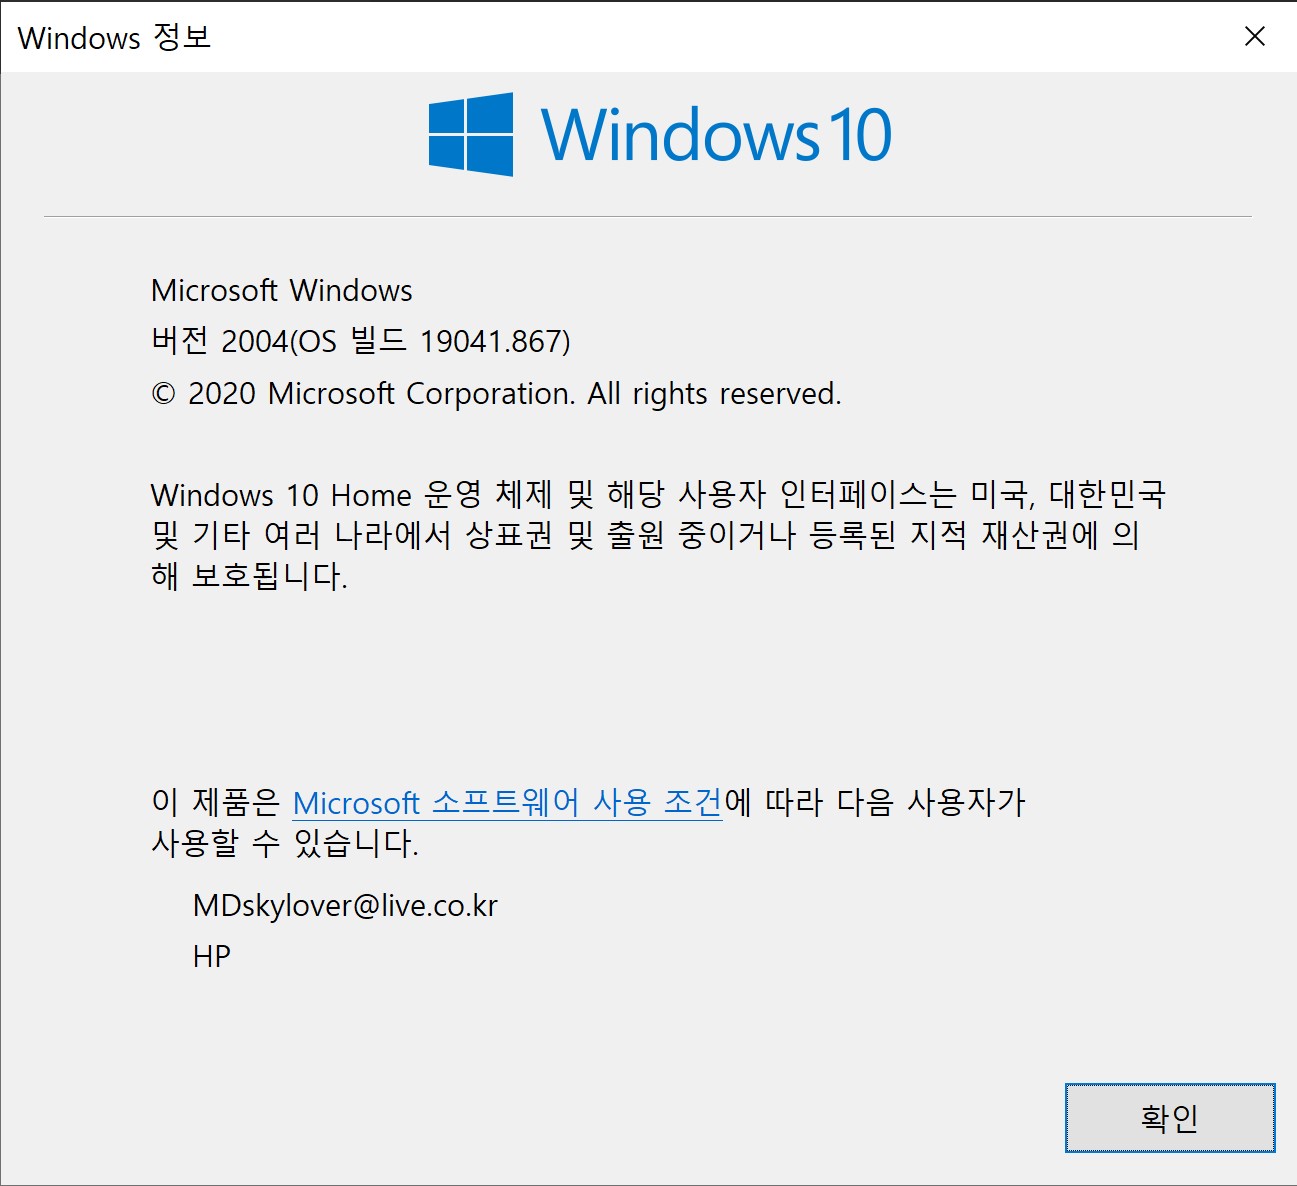 Windows 정보
Windows 10
Microsoft Windows
버전 2004(OS 빌드 19041.867)
© 2020 Microsoft Corporation. All rights reserved.
Windows 10 Home 운영 체제 및 해당 사용자 인터페이스는 미국, 대한민국
및 기타 여러 나라에서 상표권 및 출원 중이거나 등록된 지적 재산권에 의
해 보호됩니다.
이 제품은 Microsoft 소프트웨어 사용 조건에 따라 다음 사용자가
사용할 수 있습니다.
MDskylover@live.co.kr
HP
확인